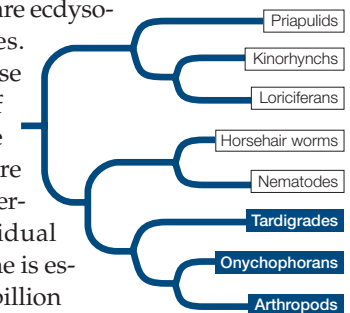 are ecdyso-
es.
se
f
e
re
er-
idual
ne is es-
billion
Priapulids
Kinorhynchs
Loriciferans
Horsehair worms
Nematodes
Tardigrades
Onychophorans
Arthropods